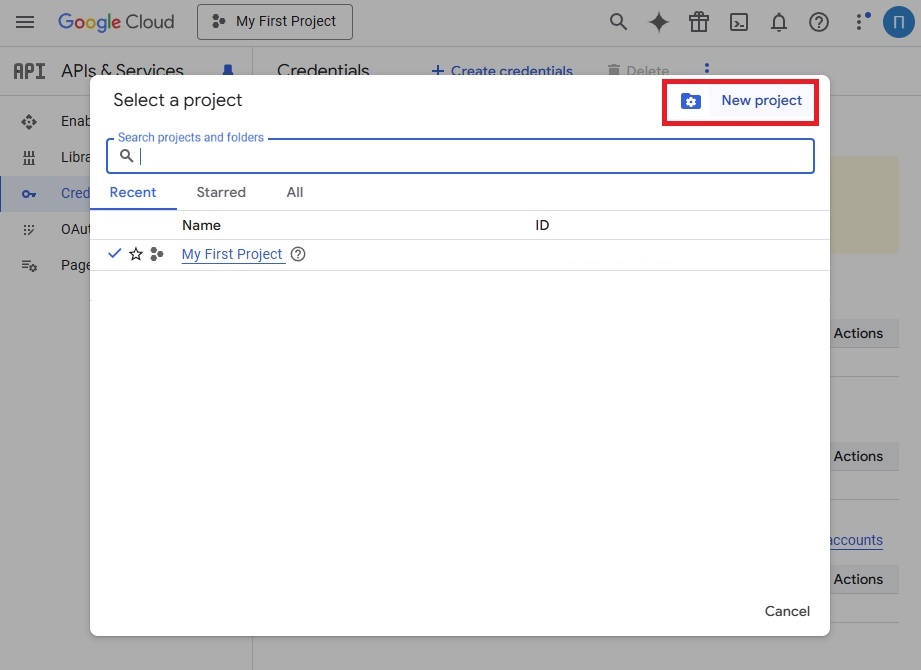 Google Cloud
My First Project
П
API APIs & Services
Credentials
Create credentials
Delete
Select a project
New project
Enab
Search projects and folders
Libra
Cred
Recent Starred All
OAut
Name ID
My First Project
Page
Actions
Actions
accounts
Actions
Cancel